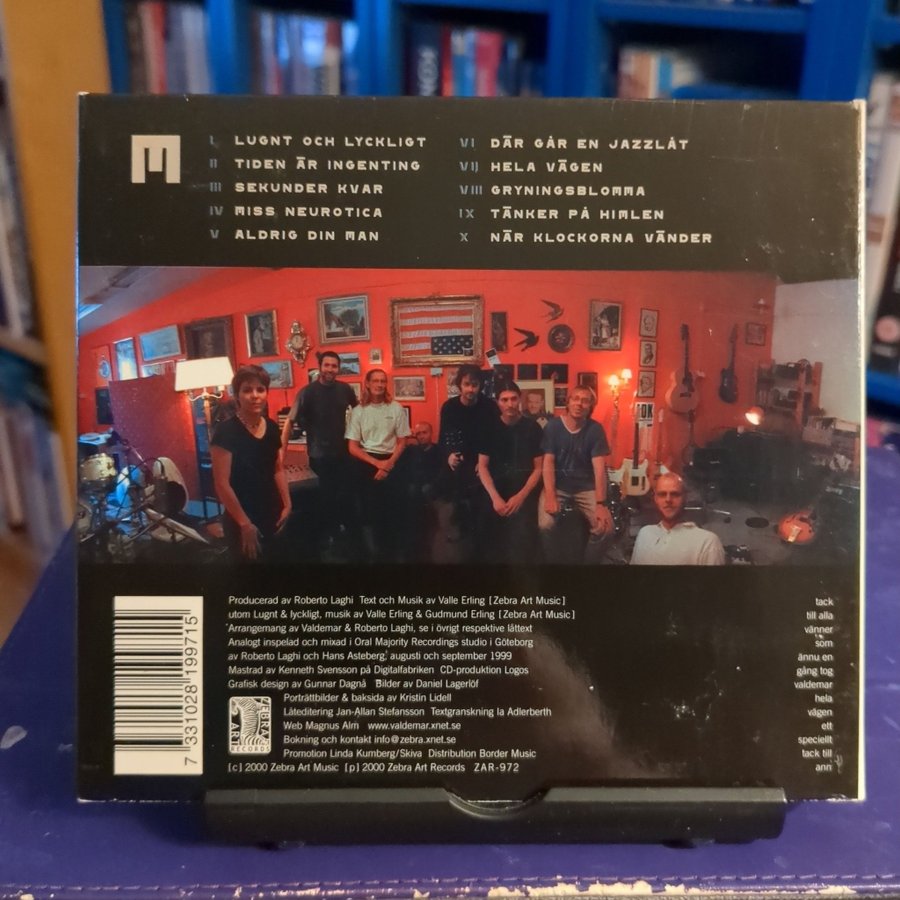 I LUGNT OCH LYCKLIGT
II TIDEN ÄR INGENTING
III SEKUNDER KVAR
IV MISS NEUROTICA
V ALDRIG DIN MAN
VI DÄR GÅR EN JAZZLÅT
VII HELA VÄGEN
VIII GRYNINGSBLOMMA
IX TÄNKER PÅ HIMLEN
X NÄR KLOCKORNA VÄNDER
Producerad av Roberto Laghi Text och Musik av Valle Erling [Zebra Art Music]
utom Lugnt & lyckligt, musik av Valle Erling & Gudmund Erling [Zebra Art Music]
Arrangemang av Valdemar & Roberto Laghi, se i övrigt respektive låttext
Analogt inspelad och mixad i Oral Majority Recordings studio i Göteborg
av Roberto Laghi och Hans Asteberg, augusti och september 1999
Mastrad av Kenneth Svensson på Digitalfabriken CD-produktion Logos
Grafisk design av Gunnar Dagnå Bilder av Daniel Lagerlöf
Porträttbilder & baksida av Kristin Lidell
Låteditering Jan-Allan Stefansson Textgranskning Ia Adlerberth
Web Magnus Alm www.valdemar.xnet.se
Bokning och kontakt info@zebra.xnet.se
Promotion Linda Kumberg/Skiva Distribution Border Music
[c] 2000 Zebra Art Music [p] 2000 Zebra Art Records ZAR-972
ZEBRA ART RECORDS
7 331028 199715
tack
till alla
vänner
som
ännu en
gång tog
valdemar
hela
vägen
ett
speciellt
tack till
ann